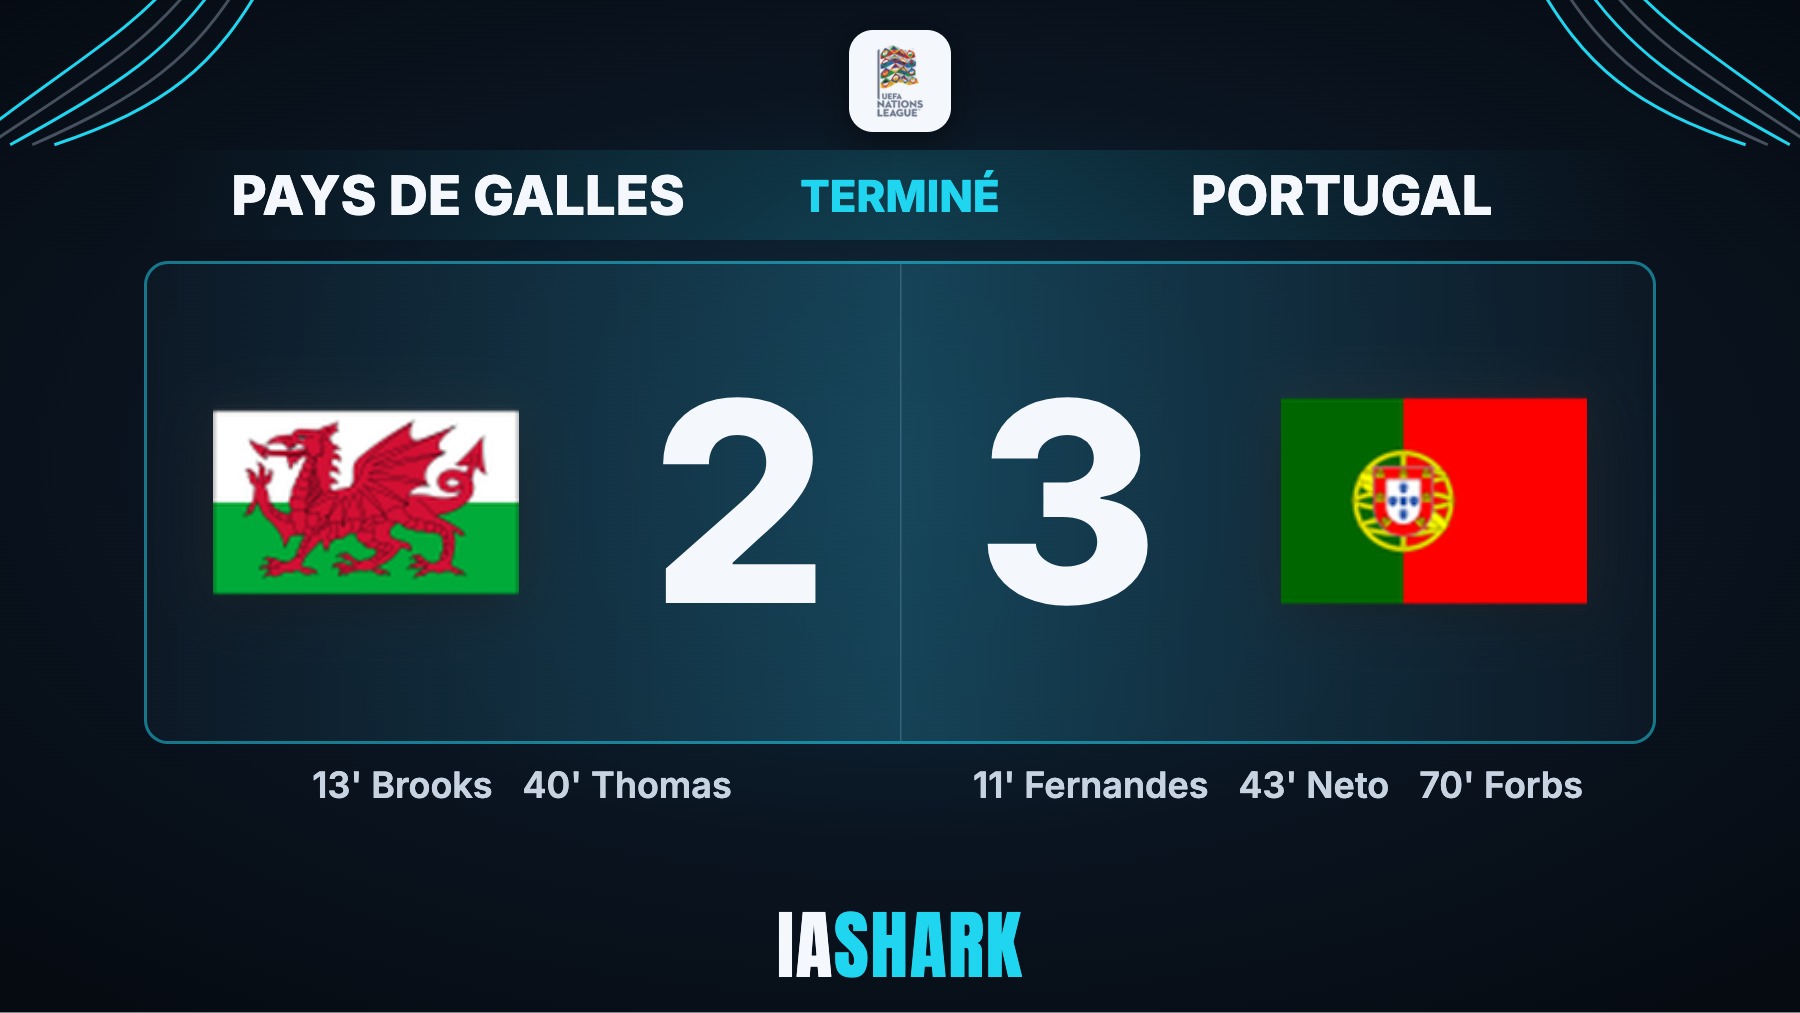 UEFA
NATIONS
LEAGUE
PAYS DE GALLES TERMINÉ PORTUGAL
2 3
13' Brooks 40' Thomas 11' Fernandes 43' Neto 70' Forbs
IASHARK